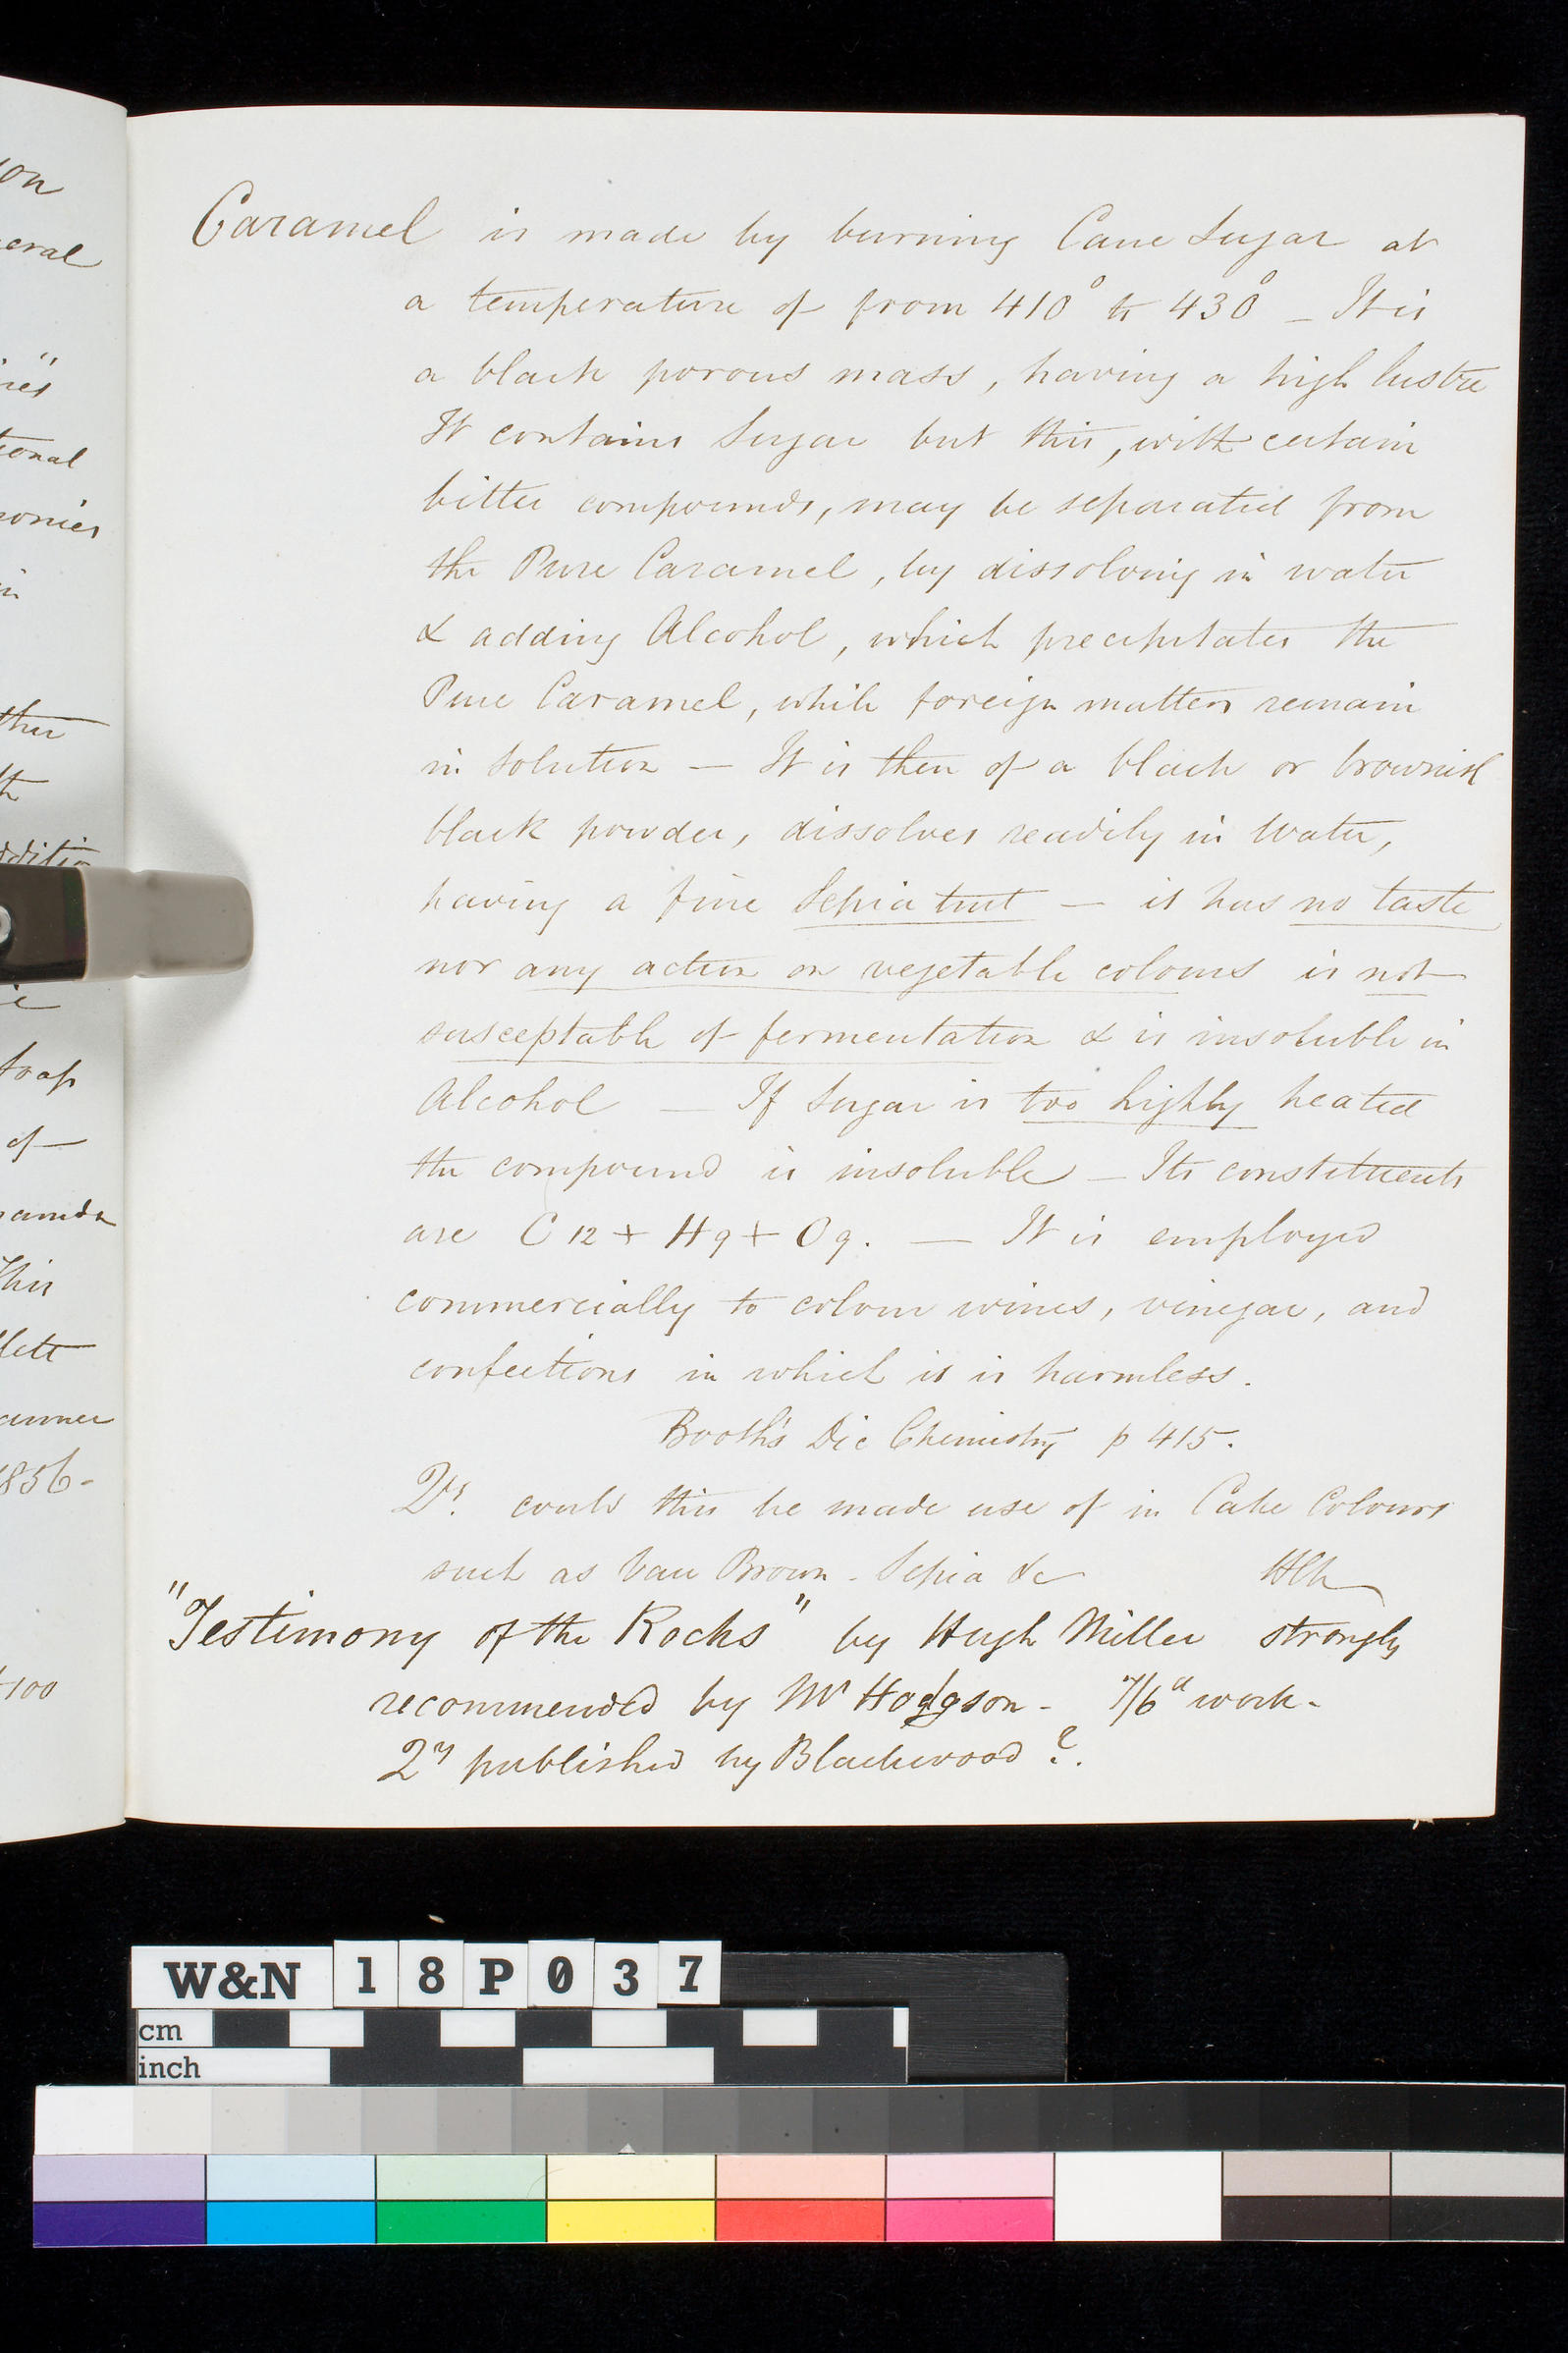 Caramel is made by burning Cane Sugar at
a temperature of from 410° to 430° _ It is
a black porous mass, having a high lustre
It contains Sugar but this, with certain
bitter compounds, may be separated from
the Pure Caramel, by dissolving in water
& adding Alcohol, which precipitates the
Pure Caramel, while foreign matters remain
in solution — It is then of a black or brownish
black powder, dissolves readily in Water,
having a fine Sepia tint — it has no taste
nor any action on vegetable colours is not
susceptable of fermentation & is insoluble in
Alcohol — If Sugar is too highly heated
the compound is insoluble — Its constituents
are C 12 + H 9 + O 9. — It is employed
commercially to colour wines, vinegar, and
confections in which it is harmless.
Booth's Dic Chemistry p 415.
Qy. could this be made use of in Cake Colours
such as Van Brown - Sepia &c
"Testimony of the Rocks" by Hugh Miller strongly
recommended by Mr Hodgson - 7/6d work -
Qy published by Blackwood?.
on
eral
ies"
tional
onies
in
ther
th
dditio
soap
of
This
lett
anner
1856-
100
W&N 18P037
cm
inch